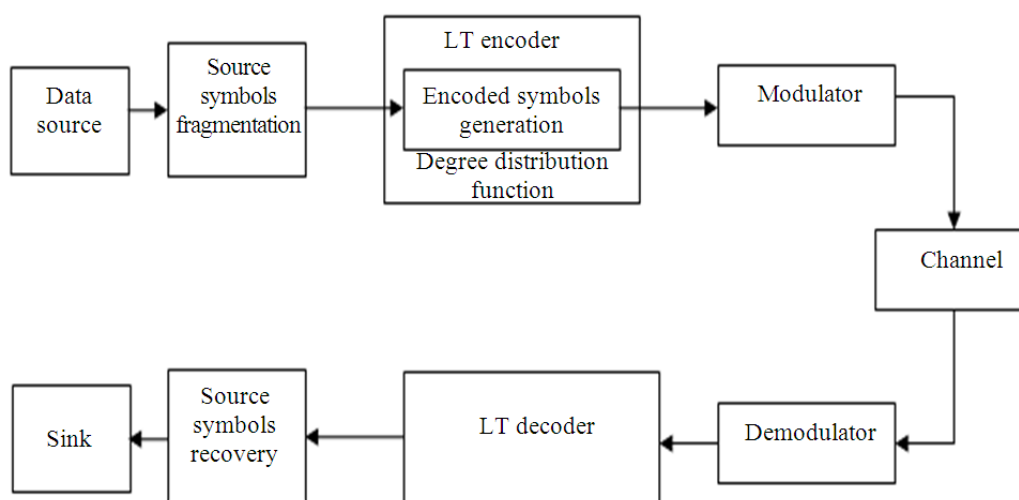 Data
source
Source
symbols
fragmentation
LT encoder
Encoded symbols
generation
Degree distribution
function
Modulator
Channel
Demodulator
LT decoder
Source
symbols
recovery
Sink